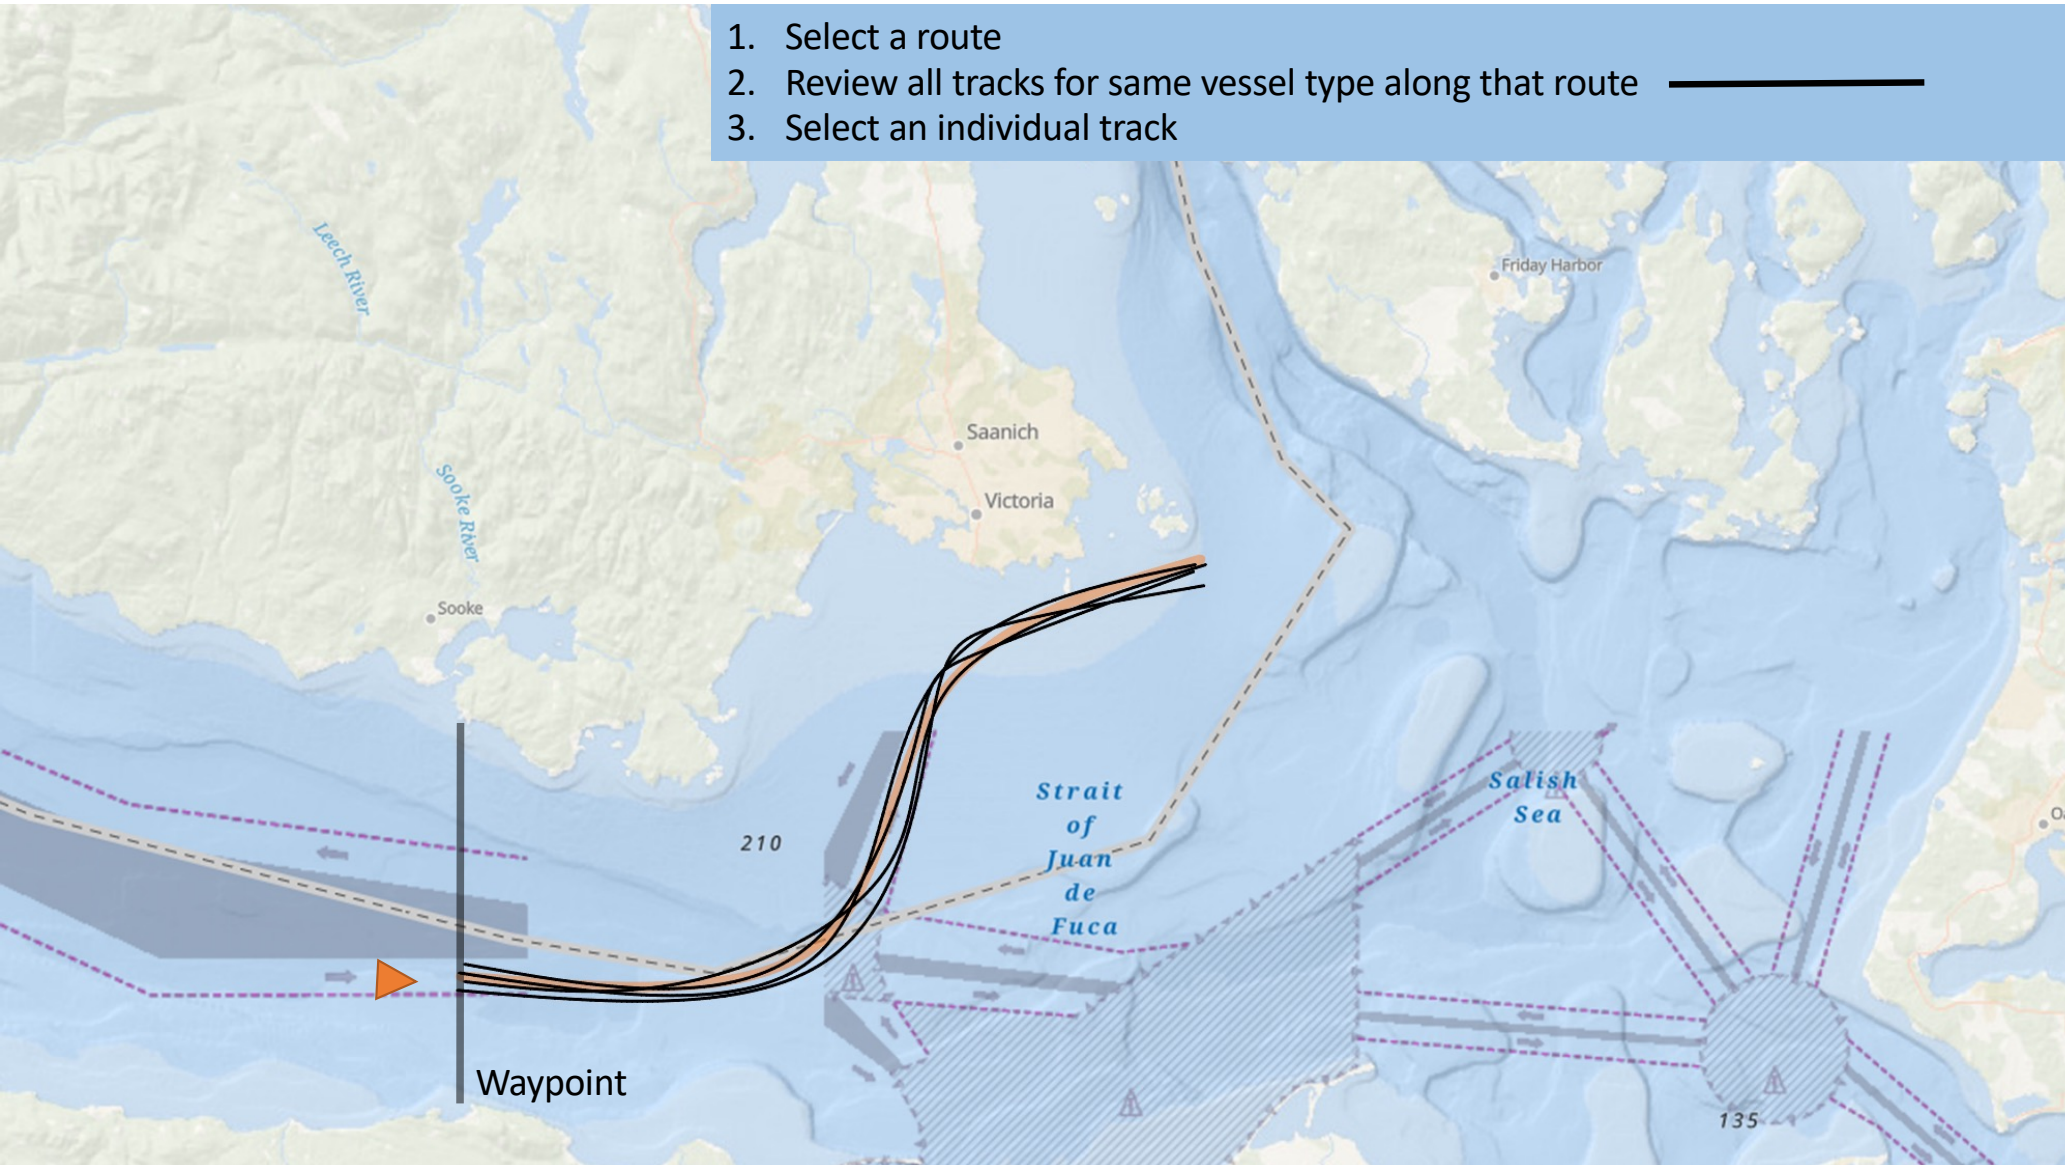 1. Select a route
2. Review all tracks for same vessel type along that route
3. Select an individual track
Leech River
Friday Harbor
Saanich
Sooke River
Victoria
Sooke
Strait
of
Juan
de
Fuca
Salish
Sea
210
Waypoint
135